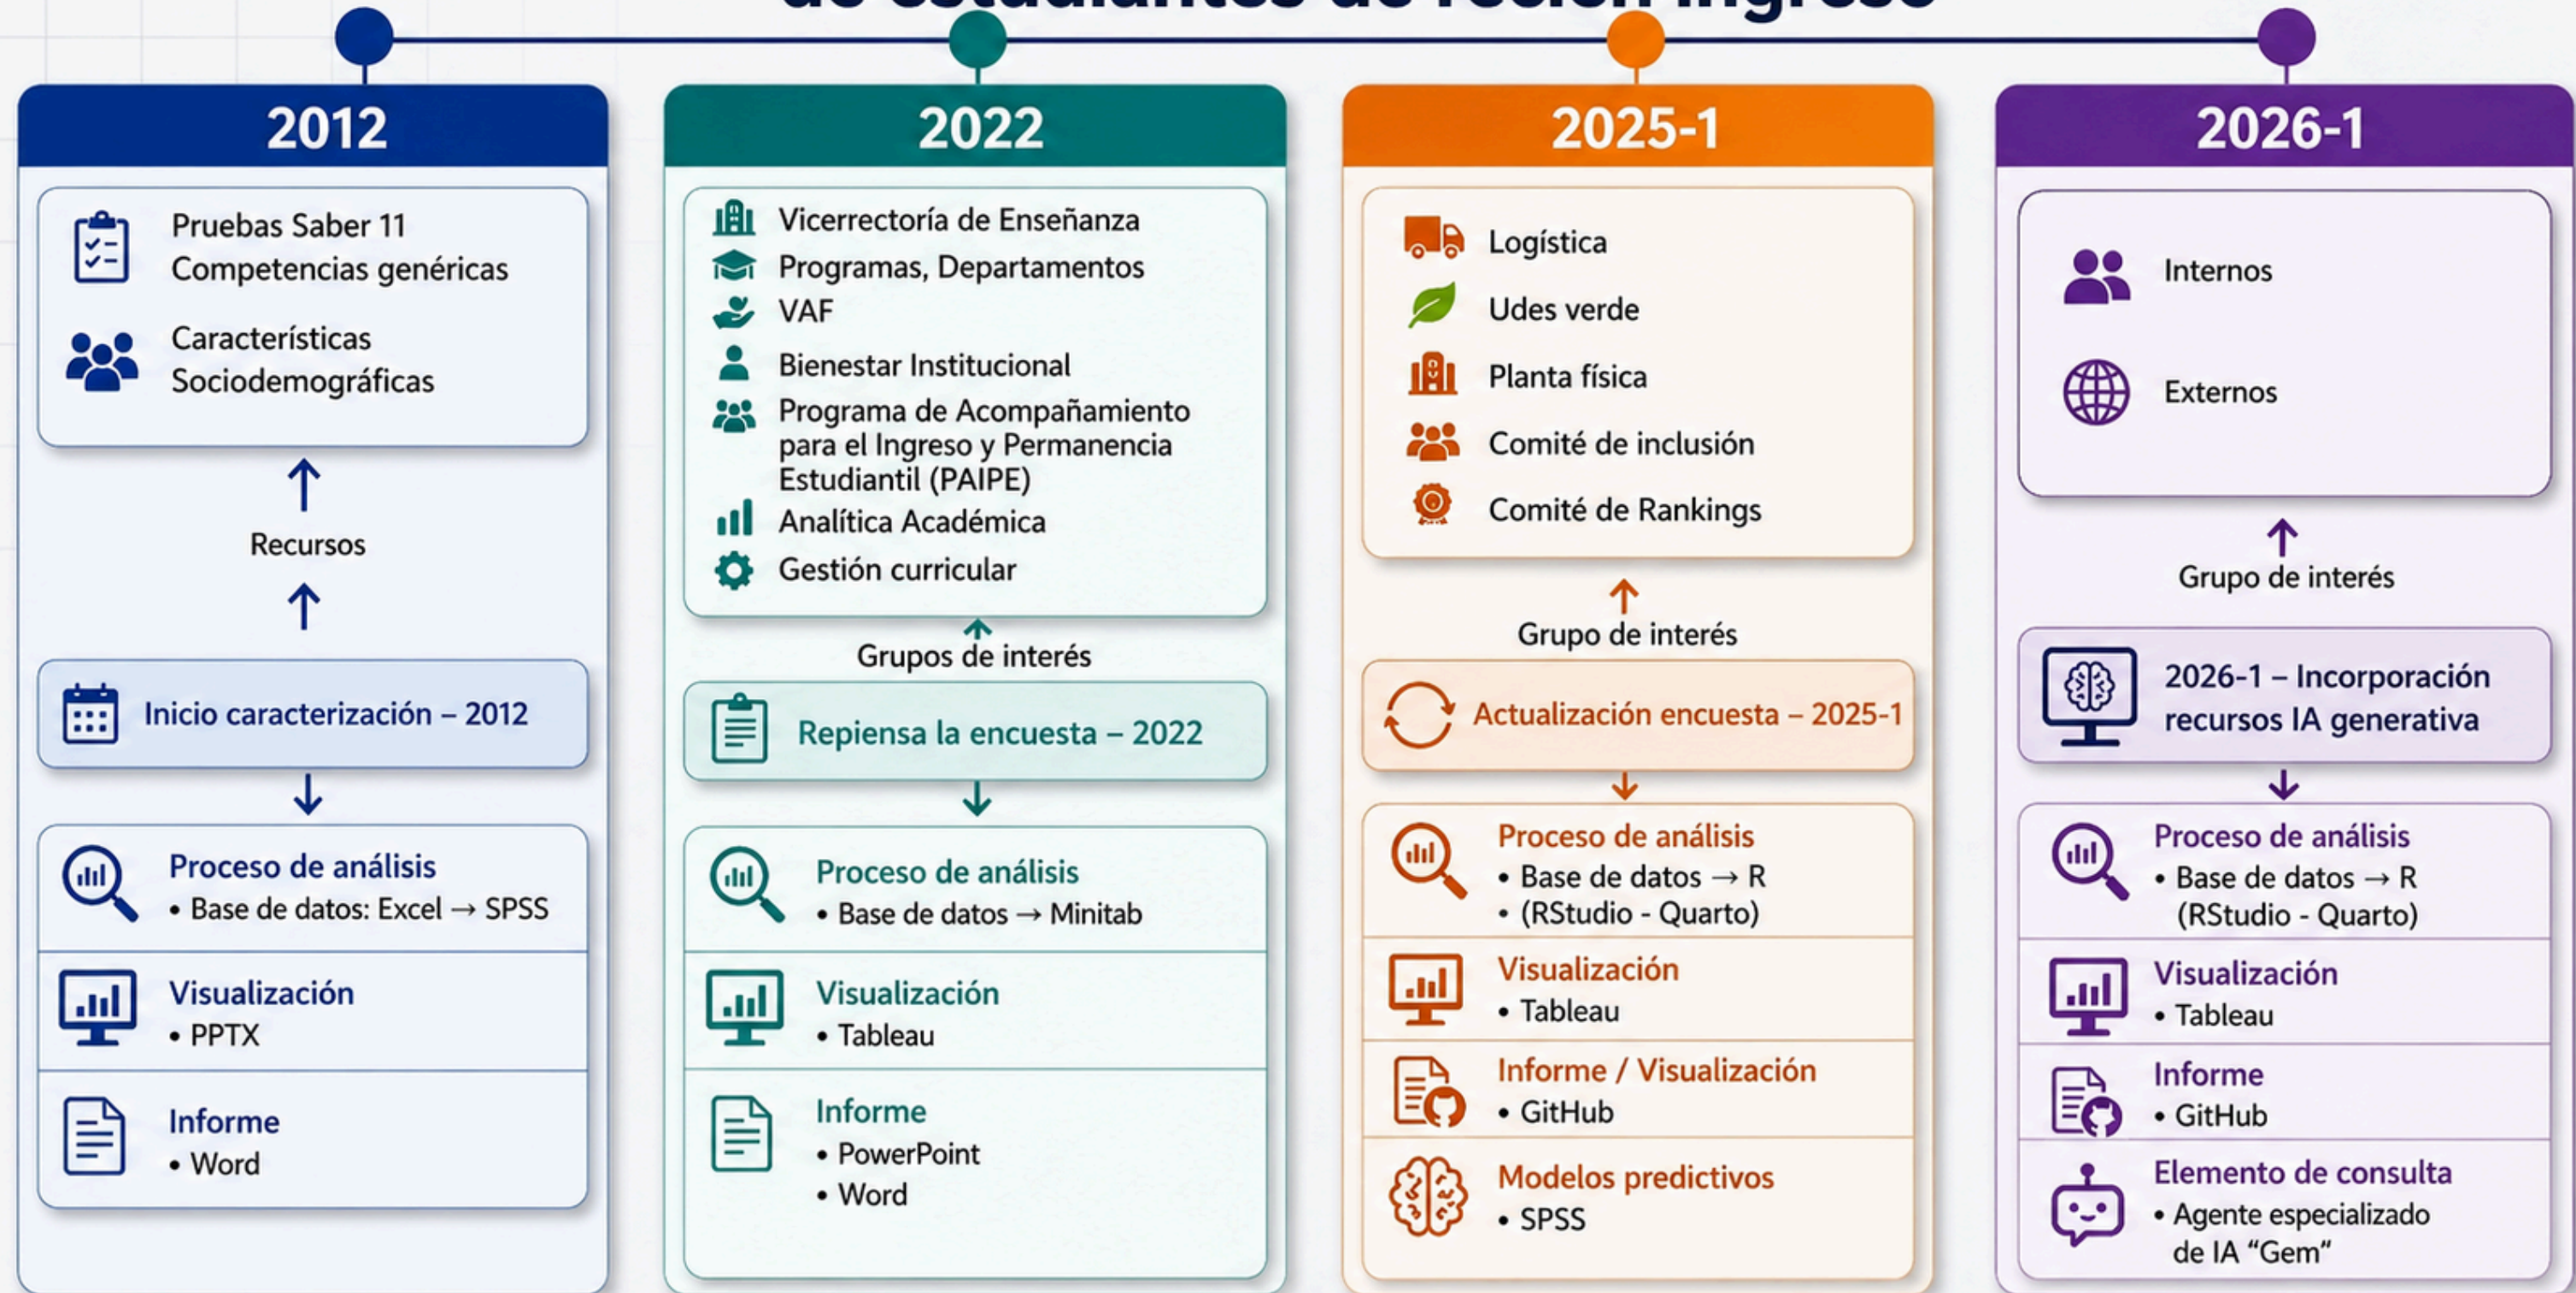 de estudiantes de recién ingreso
2012
Pruebas Saber 11
Competencias genéricas
Características
Sociodemográficas
Recursos
Inicio caracterización – 2012
Proceso de análisis
• Base de datos: Excel → SPSS
Visualización
• PPTX
Informe
• Word
2022
Vicerrectoría de Enseñanza
Programas, Departamentos
VAF
Bienestar Institucional
Programa de Acompañamiento
para el Ingreso y Permanencia
Estudiantil (PAIPE)
Analítica Académica
Gestión curricular
Grupos de interés
Repiensa la encuesta – 2022
Proceso de análisis
• Base de datos → Minitab
Visualización
• Tableau
Informe
• PowerPoint
• Word
2025-1
Logística
Udes verde
Planta física
Comité de inclusión
Comité de Rankings
Grupo de interés
Actualización encuesta – 2025-1
Proceso de análisis
• Base de datos → R
• (RStudio - Quarto)
Visualización
• Tableau
Informe / Visualización
• GitHub
Modelos predictivos
• SPSS
2026-1
Internos
Externos
Grupo de interés
2026-1 – Incorporación
recursos IA generativa
Proceso de análisis
• Base de datos → R
(RStudio - Quarto)
Visualización
• Tableau
Informe
• GitHub
Elemento de consulta
• Agente especializado
de IA “Gem”